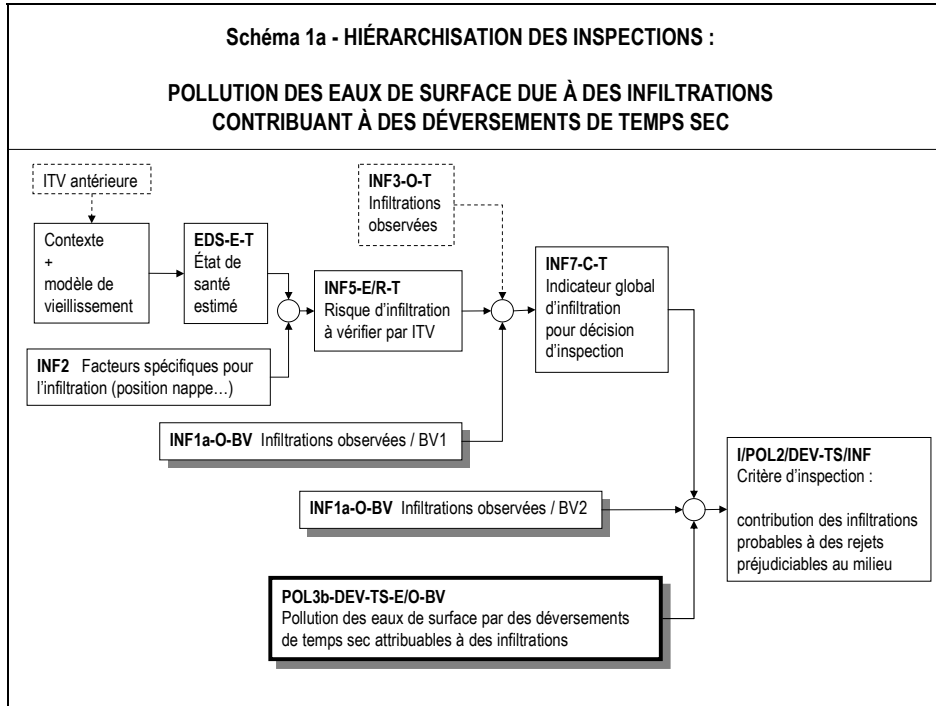 Schéma 1a - HIÉRARCHISATION DES INSPECTIONS :
POLLUTION DES EAUX DE SURFACE DUE À DES INFILTRATIONS
CONTRIBUANT À DES DÉVERSEMENTS DE TEMPS SEC
ITV antérieure
INF3-O-T
Infiltrations
observées
Contexte
+
modèle de
vieillissement
EDS-E-T
État de
santé
estimé
INF5-E/R-T
Risque d'infiltration
à vérifier par ITV
INF7-C-T
Indicateur global
d'infiltration
pour décision
d'inspection
INF2 Facteurs spécifiques pour
l'infiltration (position nappe…)
INF1a-O-BV Infiltrations observées / BV1
INF1a-O-BV Infiltrations observées / BV2
I/POL2/DEV-TS/INF
Critère d'inspection :
contribution des infiltrations
probables à des rejets
préjudiciables au milieu
POL3b-DEV-TS-E/O-BV
Pollution des eaux de surface par des déversements
de temps sec attribuables à des infiltrations